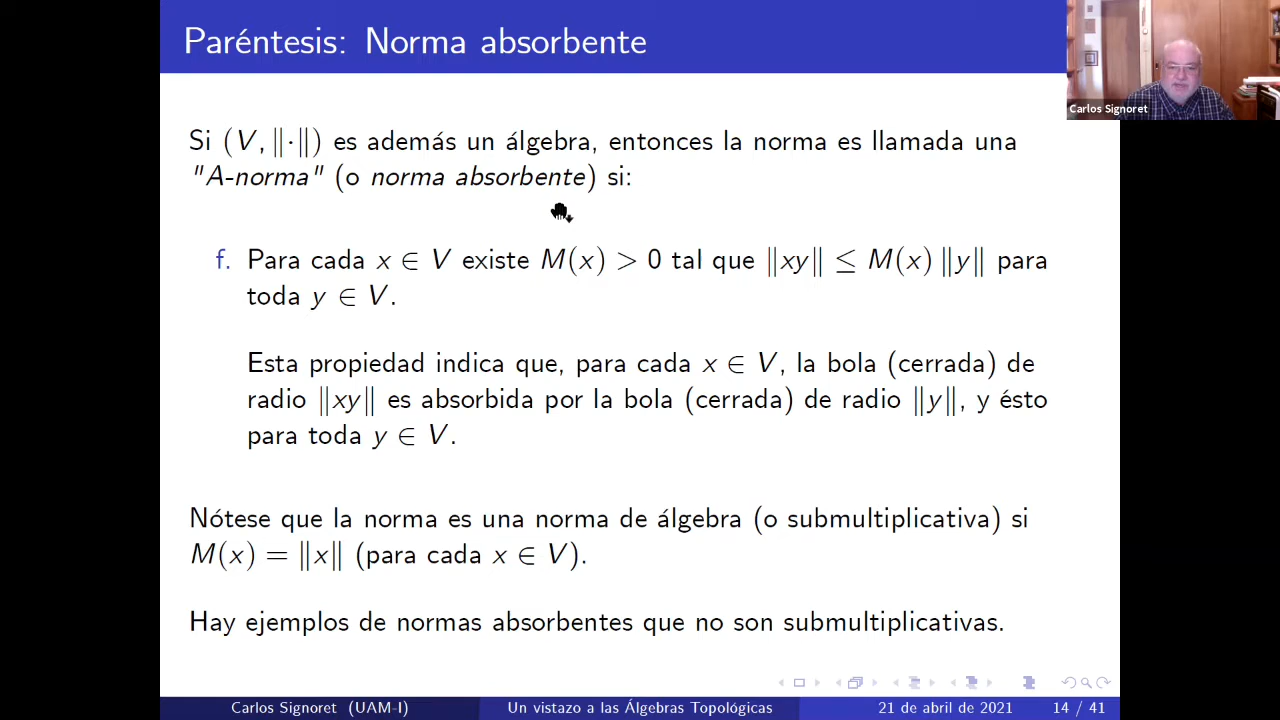 Paréntesis: Norma absorbente
Carlos Signoret
Si (V, ‖·‖) es además un álgebra, entonces la norma es llamada una
"A-norma" (o norma absorbente) si:
f. Para cada x ∈ V existe M(x) > 0 tal que ‖xy‖ ≤ M(x) ‖y‖ para
toda y ∈ V.
Esta propiedad indica que, para cada x ∈ V, la bola (cerrada) de
radio ‖xy‖ es absorbida por la bola (cerrada) de radio ‖y‖, y ésto
para toda y ∈ V.
Nótese que la norma es una norma de álgebra (o submultiplicativa) si
M(x) = ‖x‖ (para cada x ∈ V).
Hay ejemplos de normas absorbentes que no son submultiplicativas.
Carlos Signoret (UAM-I) Un vistazo a las Álgebras Topológicas 21 de abril de 2021 14 / 41